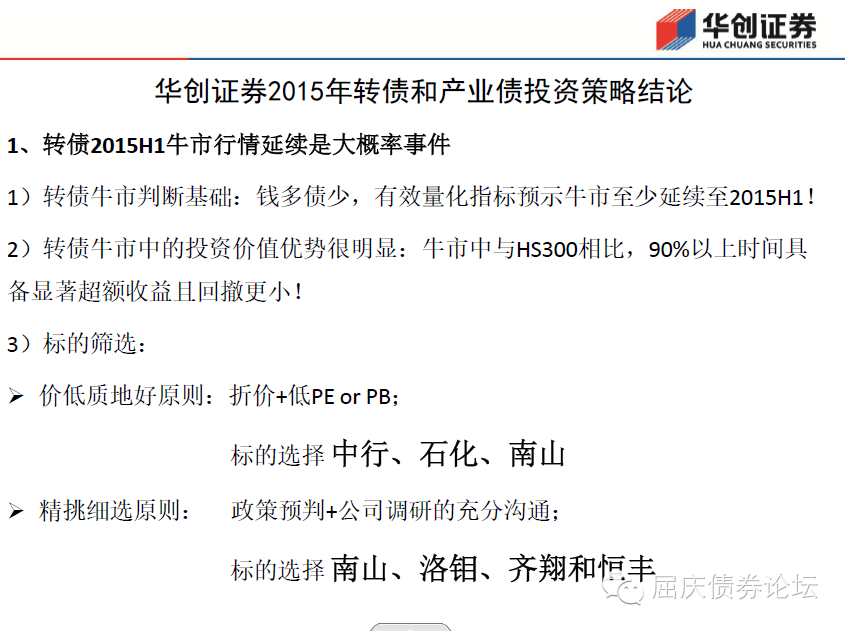 华创证券
HUA CHUANG SECURITIES
华创证券2015年转债和产业债投资策略结论
1、转债2015H1牛市行情延续是大概率事件
1）转债牛市判断基础：钱多债少，有效量化指标预示牛市至少延续至2015H1！
2）转债牛市中的投资价值优势很明显：牛市中与HS300相比，90%以上时间具
备显著超额收益且回撤更小！
3）标的筛选：
➢ 价低质地好原则：折价+低PE or PB；
标的选择 中行、石化、南山
➢ 精挑细选原则： 政策预判+公司调研的充分沟通；
标的选择 南山、洛钼、齐翔和恒丰
屈庆债券论坛